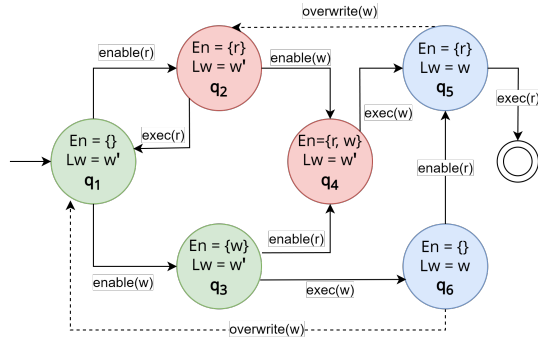 overwrite(w)
enable(r)
En = {r}
Lw = w'
q2
enable(w)
En = {r}
Lw = w
q5
exec(r)
exec(w)
exec(r)
En = {}
Lw = w'
q1
En={r, w}
Lw = w'
q4
enable(r)
enable(w)
En = {w}
Lw = w'
q3
enable(r)
exec(w)
En = {}
Lw = w
q6
overwrite(w)